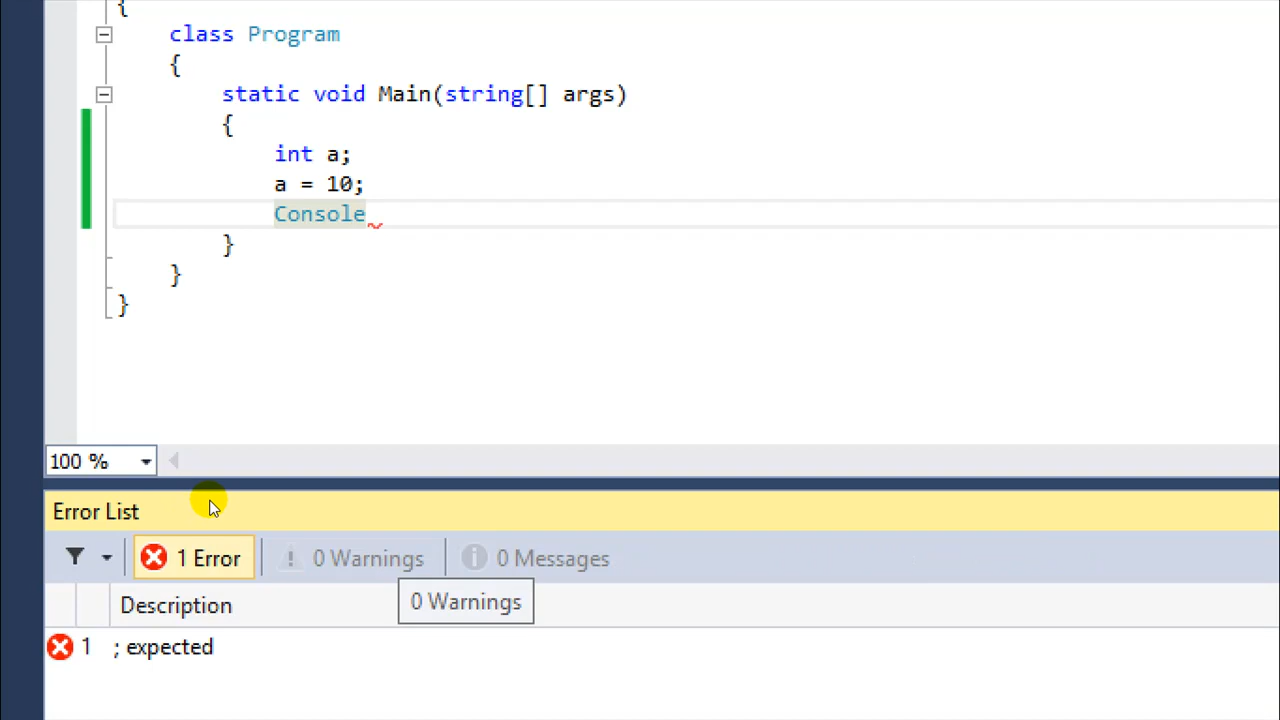 {
class Program
{
static void Main(string[] args)
{
int a;
a = 10;
Console
}
}
}
100 %
Error List
1 Error
0 Warnings
0 Messages
Description
0 Warnings
1 ; expected